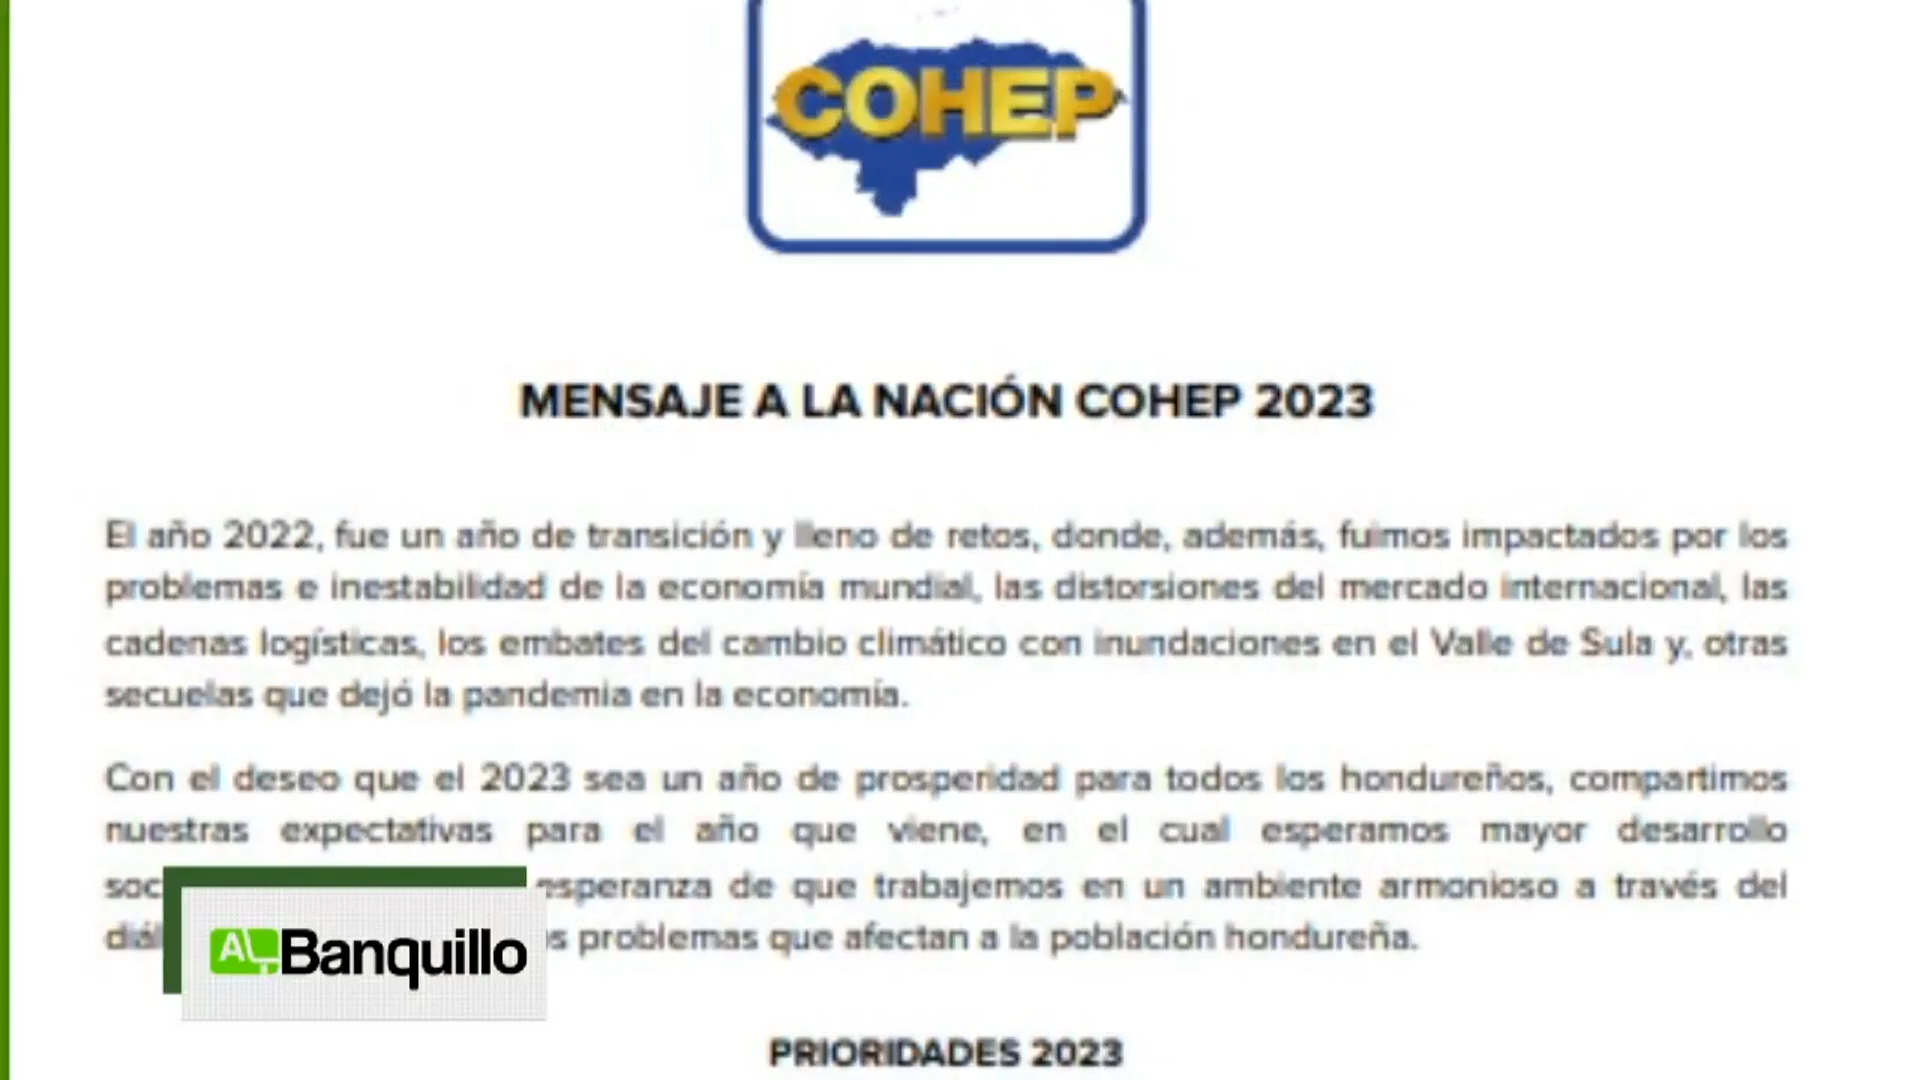 COHEP
MENSAJE A LA NACIÓN COHEP 2023
El año 2022, fue un año de transición y lleno de retos, donde, además, fuimos impactados por los
problemas e inestabilidad de la economía mundial, las distorsiones del mercado internacional, las
cadenas logísticas, los embates del cambio climático con inundaciones en el Valle de Sula y, otras
secuelas que dejó la pandemia en la economía.
Con el deseo que el 2023 sea un año de prosperidad para todos los hondureños, compartimos
nuestras expectativas para el año que viene, en el cual esperamos mayor desarrollo
esperanza de que trabajemos en un ambiente armonioso a través del
problemas que afectan a la población hondureña.
AL Banquillo
PRIORIDADES 2023